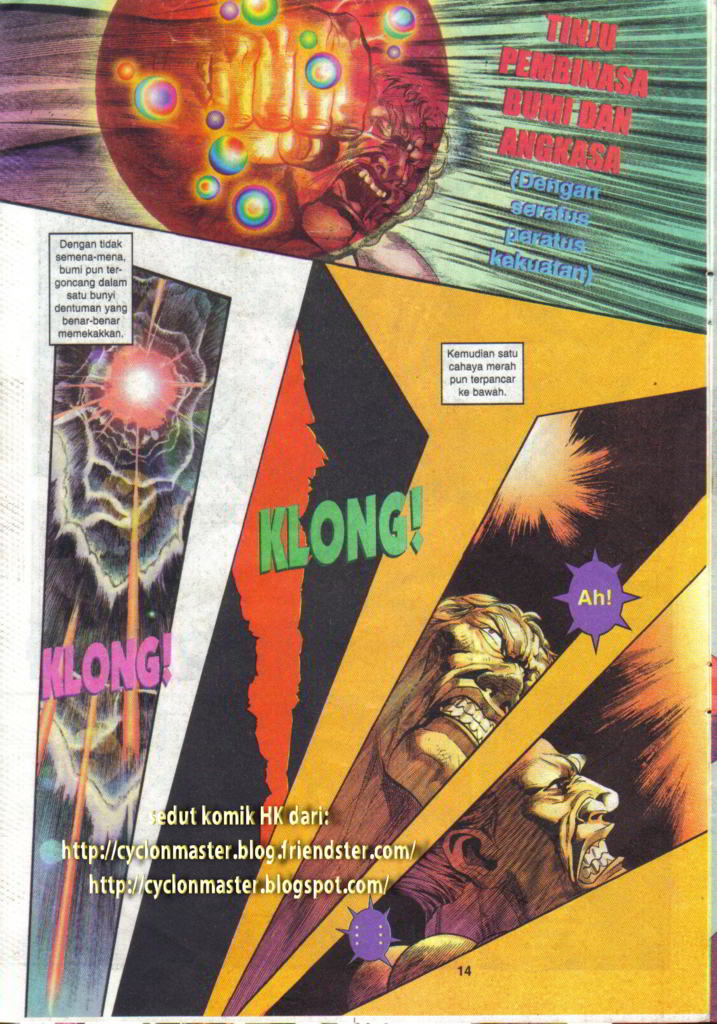 TINJU
PEMBINASA
BUMI DAN
ANGKASA
(Dengan
seratus
peratus
kekuatan)
Dengan tidak
semena-mena,
bumi pun ter-
goncang dalam
satu bunyi
dentuman yang
benar-benar
memekakkan.
Kemudian satu
cahaya merah
pun terpancar
ke bawah.
KLONG!
Ah!
KLONG!
sedut komik HK dari:
http://cyclonmaster.blog.friendster.com/
http://cyclonmaster.blogspot.com/
14